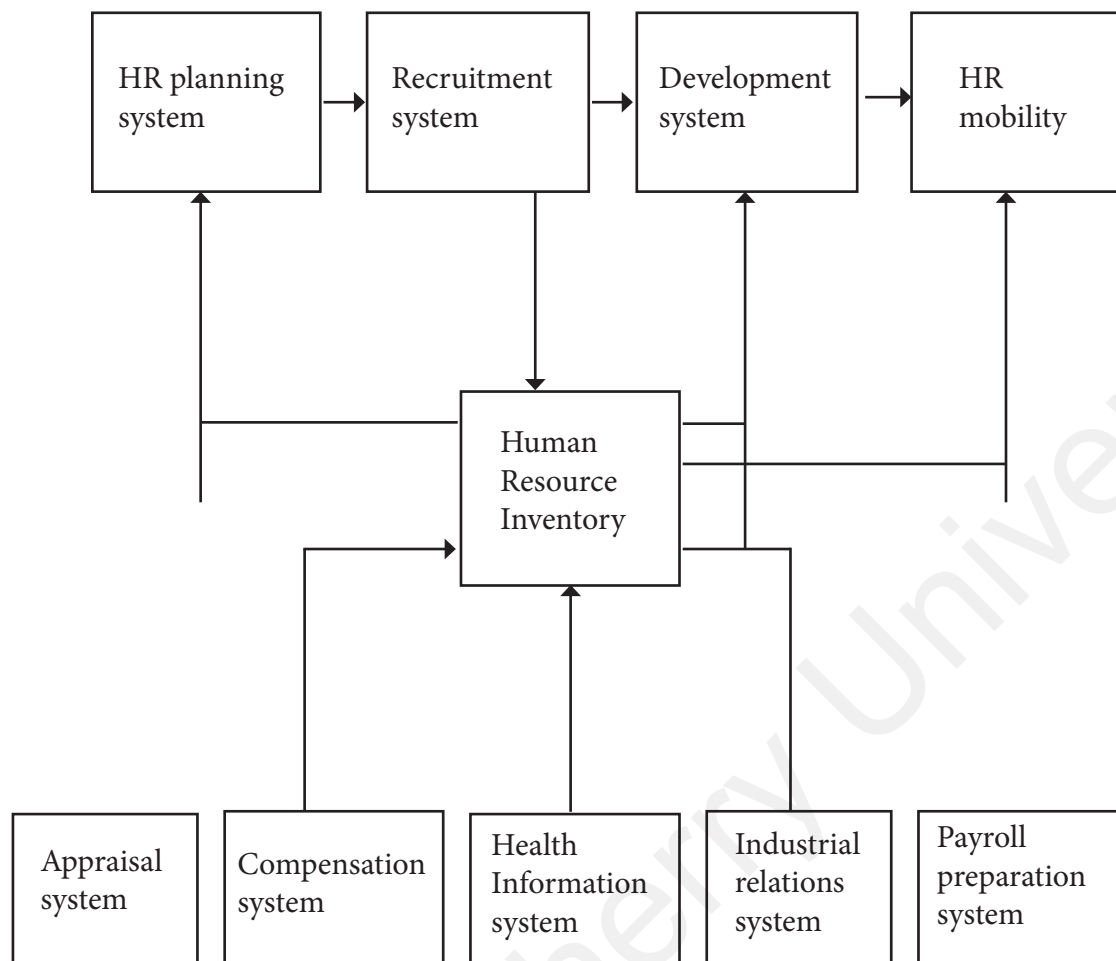 HR planning
system
Recruitment
system
Development
system
HR
mobility
Human
Resource
Inventory
Appraisal
system
Compensation
system
Health
Information
system
Industrial
relations
system
Payroll
preparation
system